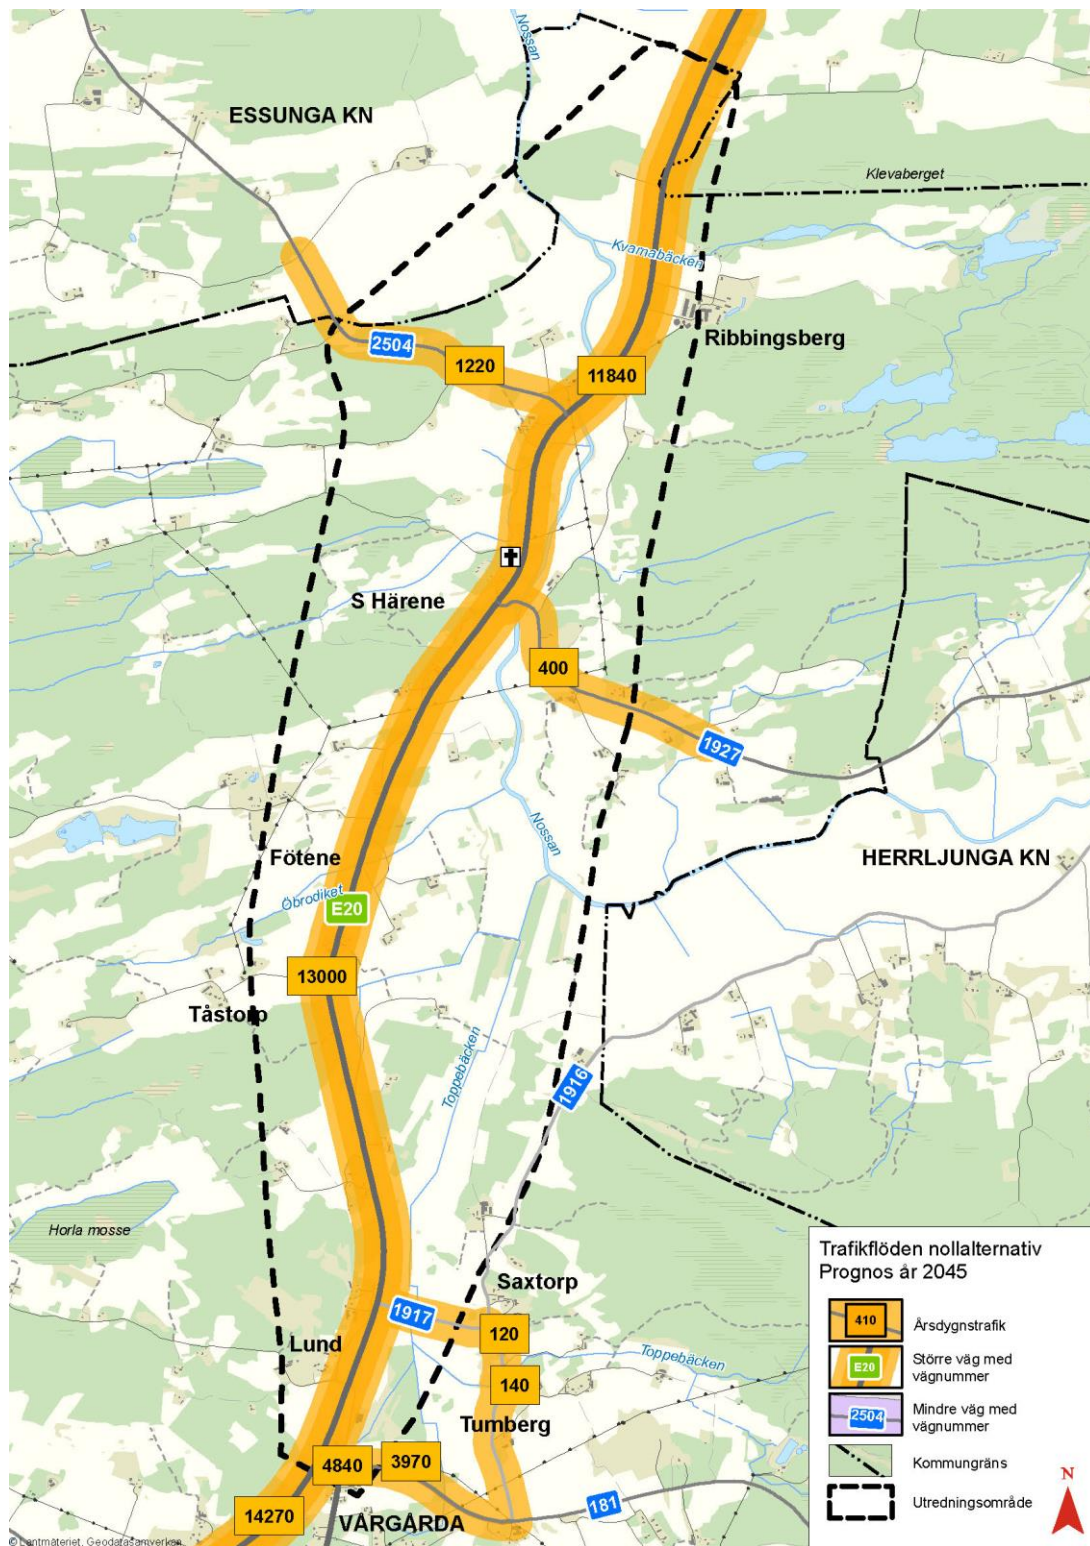 Nossan
ESSUNGA KN
Klevaberget
Kvarnabäcken
Ribbingsberg
2504
1220
11840
S Härene
400
1927
Nossan
HERRLJUNGA KN
Fötene
Öbrodiket
E20
13000
Tåstorp
Toppebäcken
1916
Horla mosse
Saxtorp
1917
120
Lund
Toppebäcken
140
Tumberg
4840
3970
14270
VÅRGÅRDA
181
Trafikflöden nollalternativ
Prognos år 2045
410
Årsdygnstrafik
E20
Större väg med
vägnummer
2504
Mindre väg med
vägnummer
Kommungräns
Utredningsområde
N
© Lantmäteriet, Geodatasamverkan